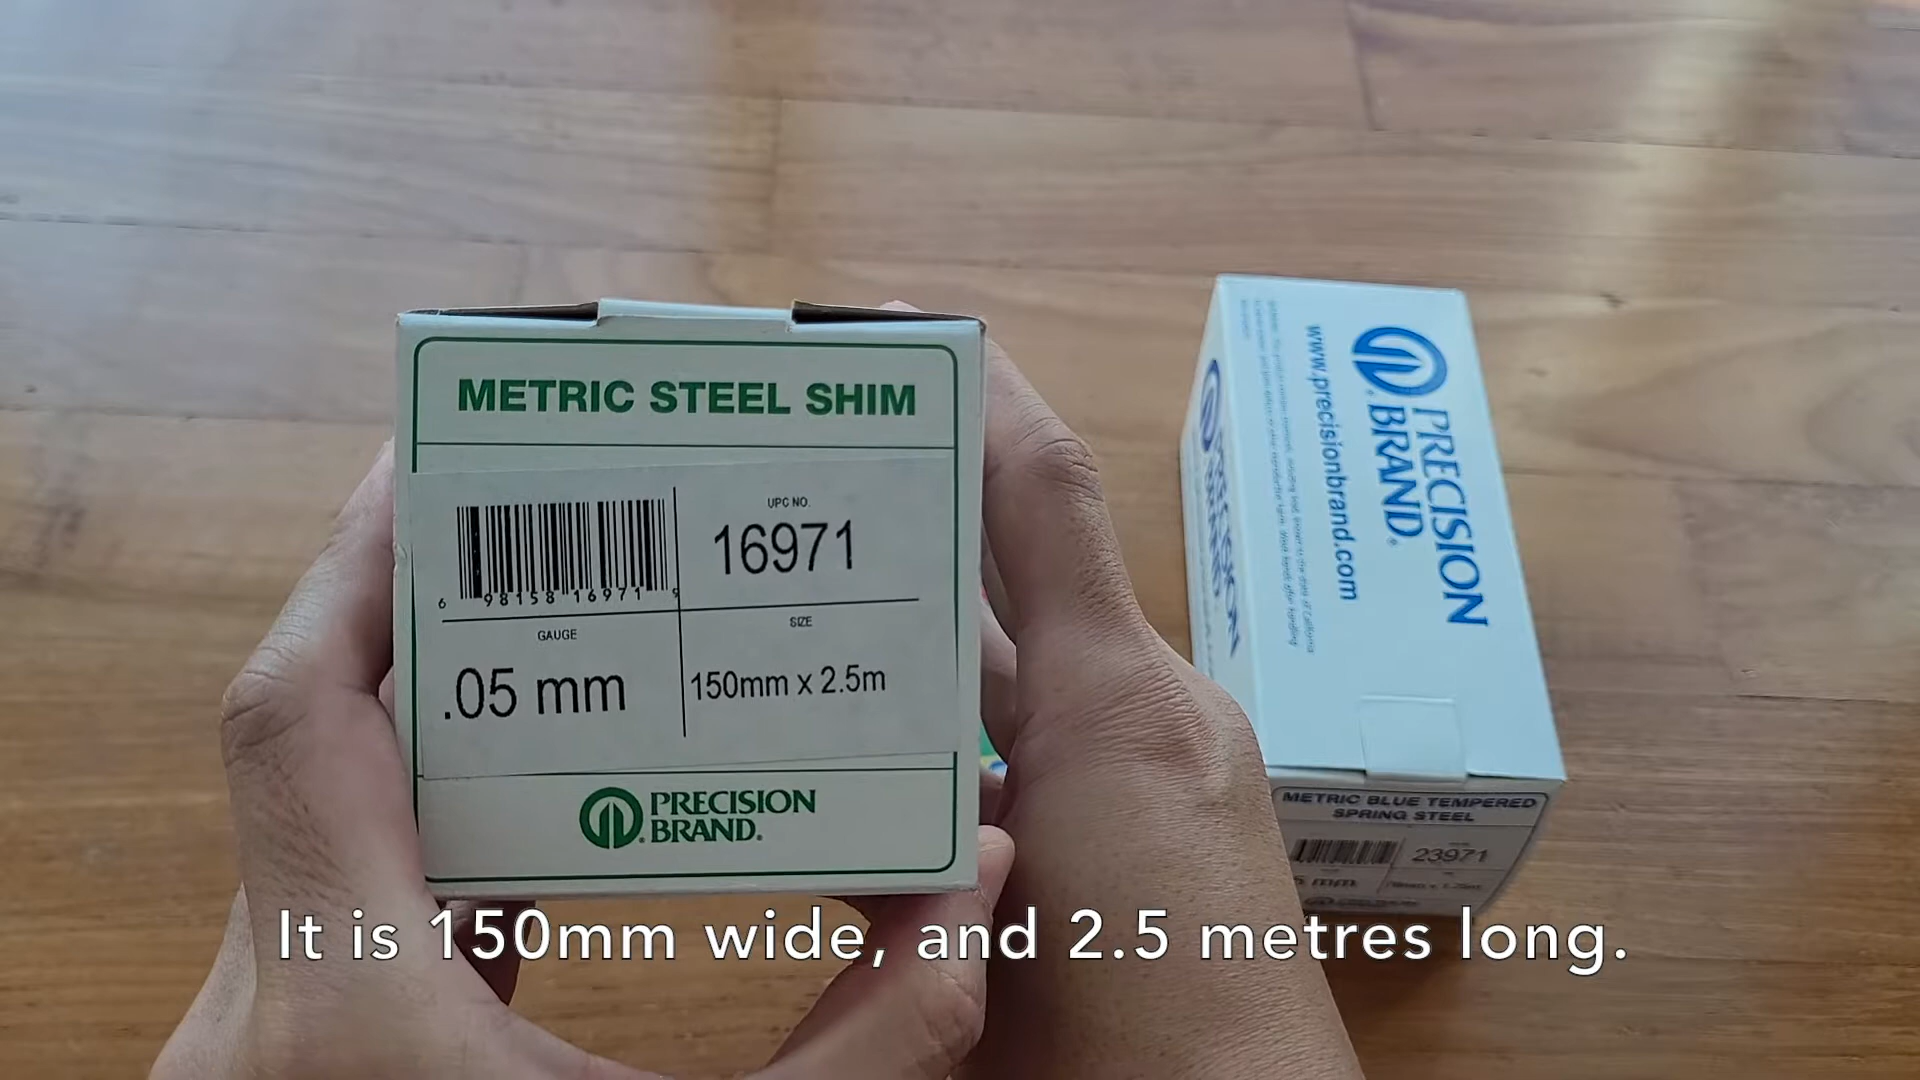 METRIC STEEL SHIM
UPC NO.
16971
6 98158 16971 9
GAUGE
SIZE
.05 mm
150mm x 2.5m
PRECISION
BRAND.
PRECISION
BRAND.
www.precisionbrand.com
METRIC BLUE TEMPERED
SPRING STEEL
23971
It is 150mm wide, and 2.5 metres long.